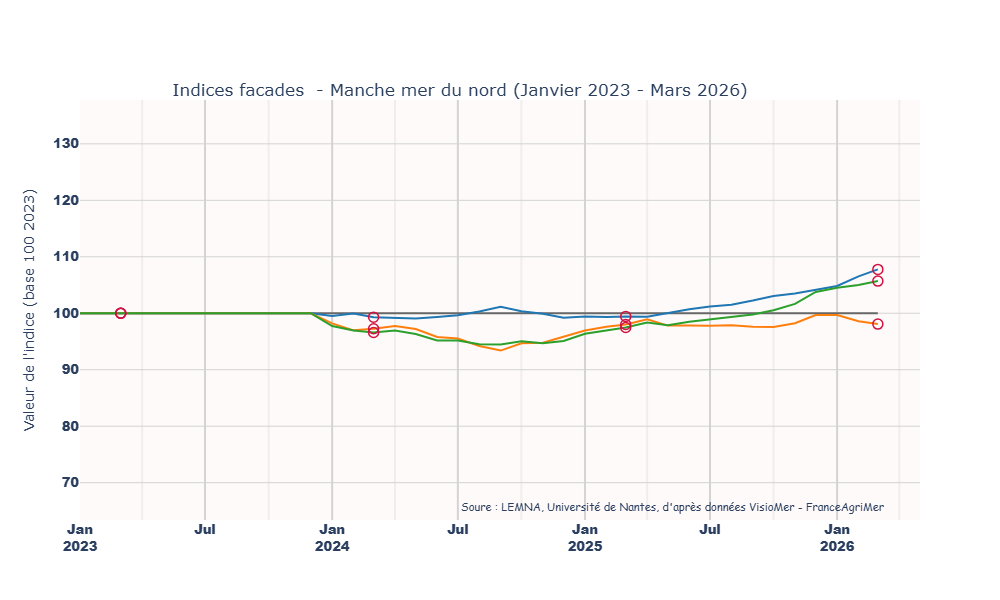 Indices facades  - Manche mer du nord (Janvier 2023 - Mars 2026)
Valeur de l'indice (base 100 2023)
130
120
110
100
90
80
70
Soure : LEMNA, Université de Nantes, d'après données VisioMer - FranceAgriMer
Jan Jul Jan Jul Jan Jul Jan
2023 2024 2025 2026